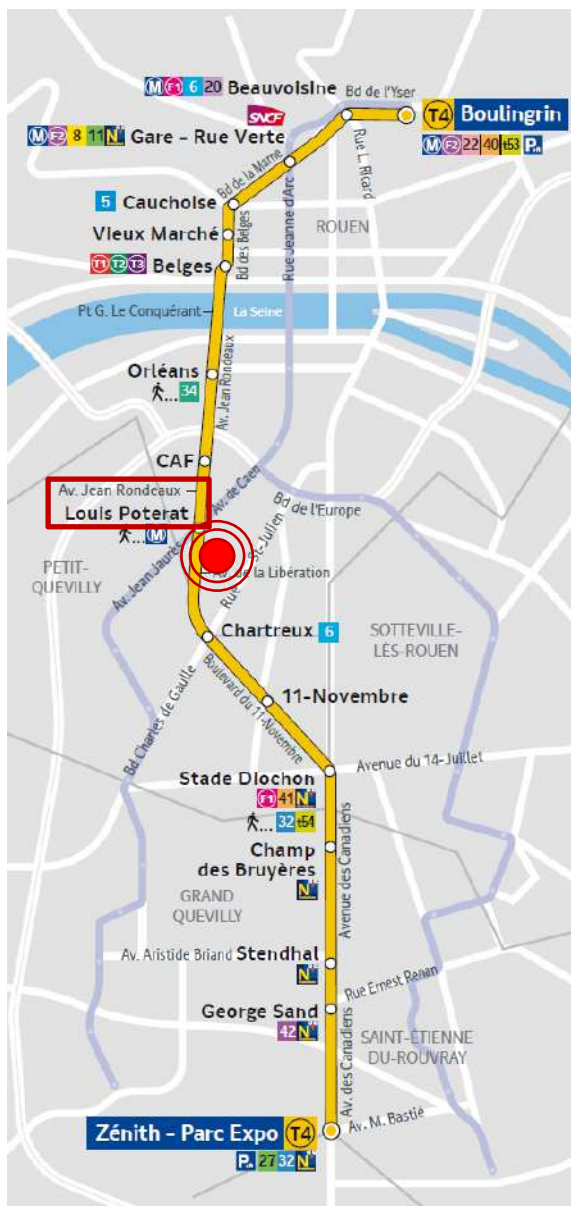 M F1 6 20 Beauvoisine Bd de l'Yser
SNCF
T4 Boulingrin
M F2 8 11 N Gare - Rue Verte
M F2 22 40 t53 P
Rue L. Ricard
Bd de la Marne
5 Cauchoise
Rue Jeanne d'Arc
ROUEN
Vieux Marché
Bd des Belges
T1 T2 T3 Belges
Pt G. Le Conquérant
La Seine
Orléans
...34
Av. Jean Rondeaux
CAF
Av. de Caen
Av. Jean Rondeaux
Louis Poterat
...M
Bd de l'Europe
Rue St-Julien
PETIT-
QUEVILLY
Av. Jean Jaurès
Av. de la Libération
Chartreux 6
SOTTEVILLE-
LÈS-ROUEN
Bd Charles de Gaulle
Boulevard du 11-Novembre
11-Novembre
Avenue du 14-Juillet
Stade Diochon
F1 41 N
...32 t54
Champ
des Bruyères
N
Avenue des Canadiens
GRAND
QUEVILLY
Av. Aristide Briand Stendhal
N
Rue Ernest Renan
George Sand
42 N
SAINT-ÉTIENNE
DU-ROUVRAY
Av. des Canadiens
Av. M. Bastié
Zénith - Parc Expo T4
P 27 32 N